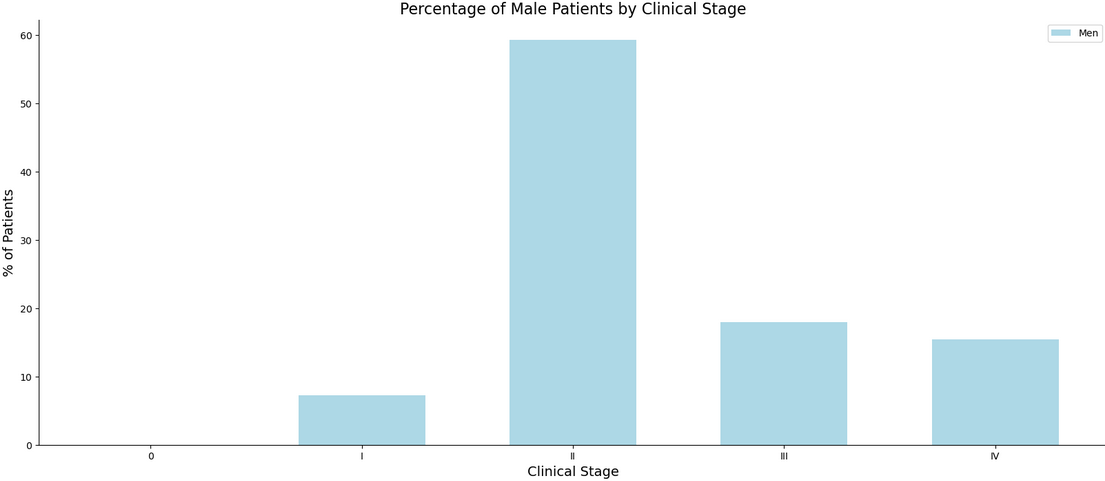 Percentage of Male Patients by Clinical Stage
Men
% of Patients
60
50
40
30
20
10
0
0 I II III IV
Clinical Stage